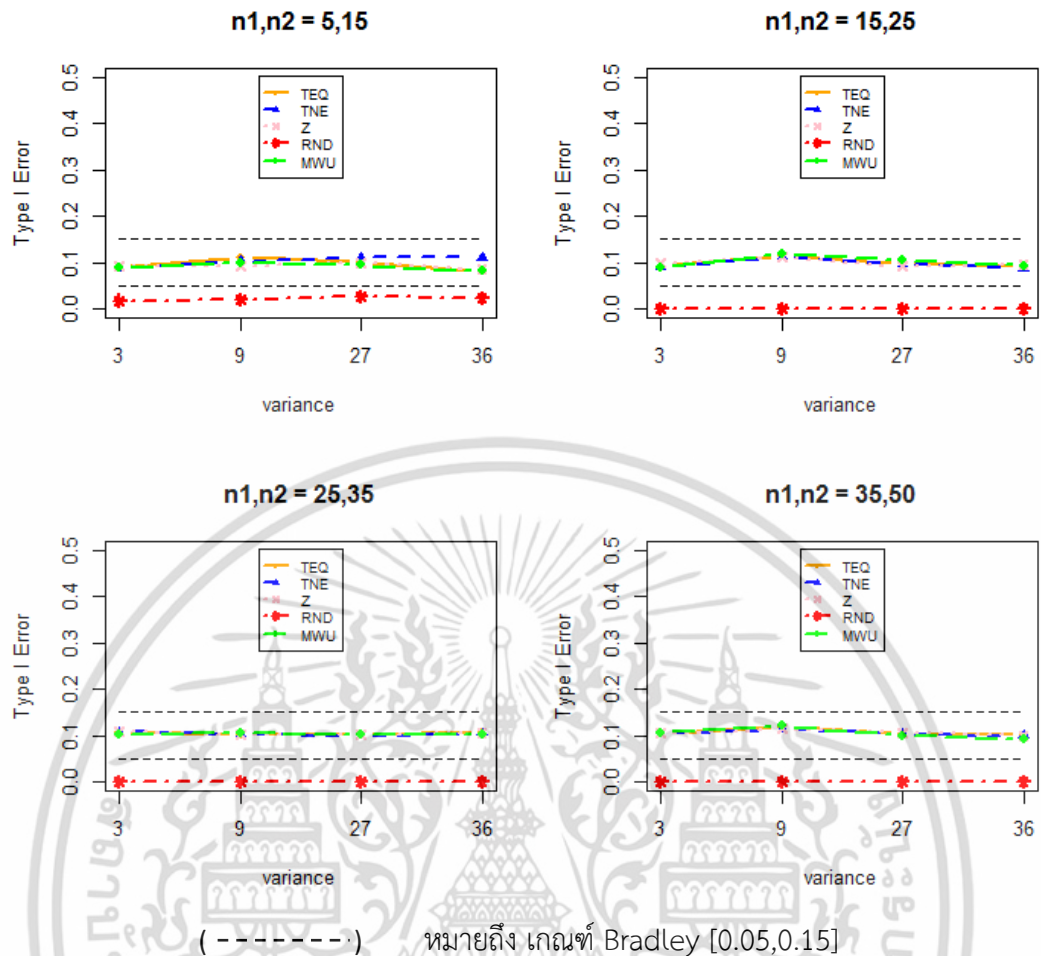 n1,n2 = 5,15
Type I Error
0.0 0.1 0.2 0.3 0.4 0.5
TEQ
TNE
Z
RND
MWU
3 9 27 36
variance
n1,n2 = 15,25
Type I Error
0.0 0.1 0.2 0.3 0.4 0.5
TEQ
TNE
Z
RND
MWU
3 9 27 36
variance
n1,n2 = 25,35
Type I Error
0.0 0.1 0.2 0.3 0.4 0.5
TEQ
TNE
Z
RND
MWU
3 9 27 36
variance
n1,n2 = 35,50
Type I Error
0.0 0.1 0.2 0.3 0.4 0.5
TEQ
TNE
Z
RND
MWU
3 9 27 36
variance
( - - - - - - - ) หมายถึง เกณฑ์ Bradley [0.05,0.15]